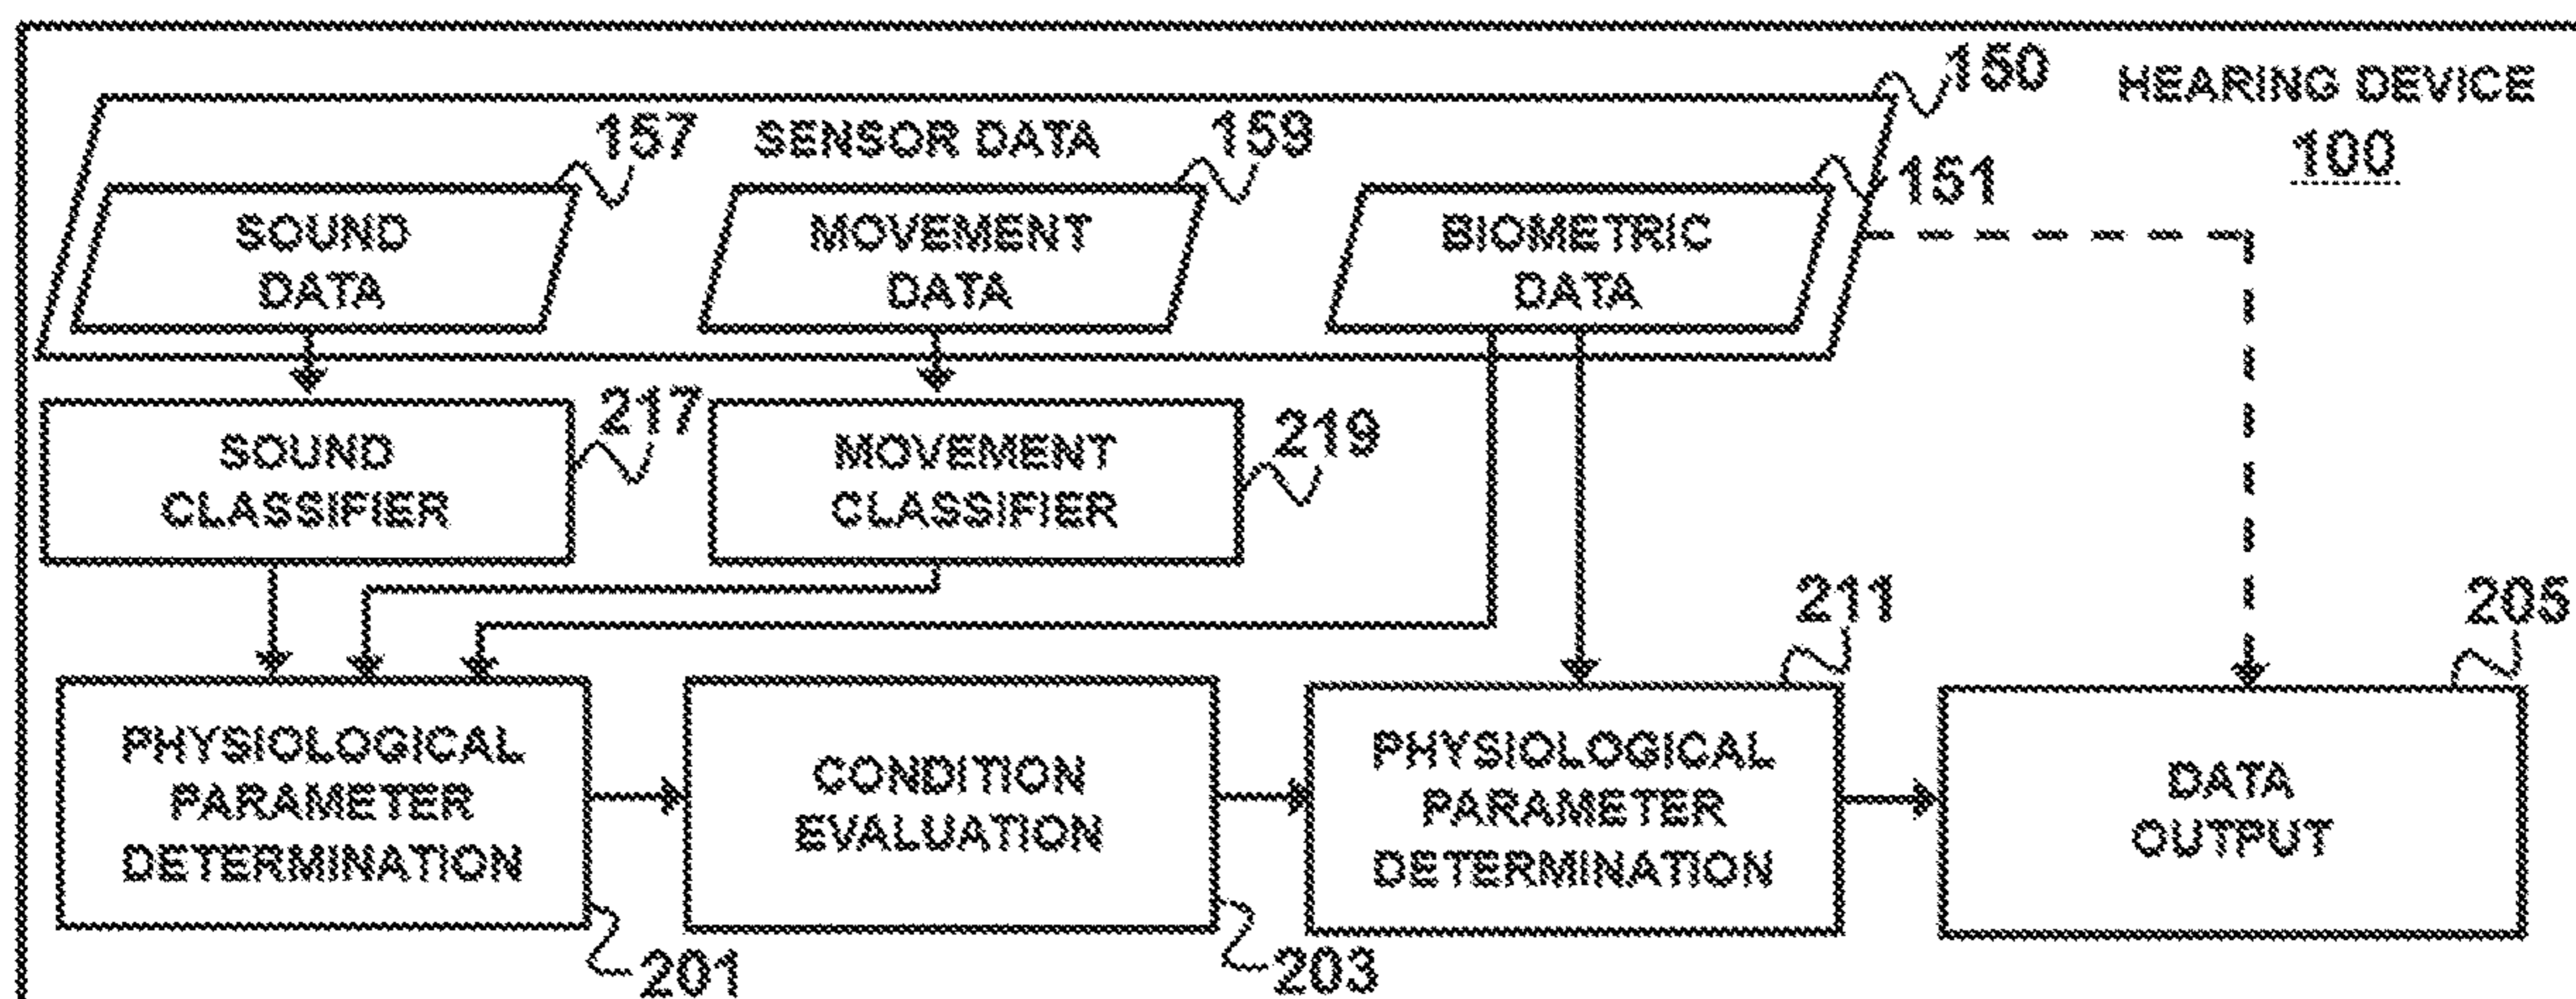 150
HEARING DEVICE
100
157
SENSOR DATA
159
151
SOUND
DATA
MOVEMENT
DATA
BIOMETRIC
DATA
217
219
SOUND
CLASSIFIER
MOVEMENT
CLASSIFIER
211
205
PHYSIOLOGICAL
PARAMETER
DETERMINATION
CONDITION
EVALUATION
PHYSIOLOGICAL
PARAMETER
DETERMINATION
DATA
OUTPUT
201
203